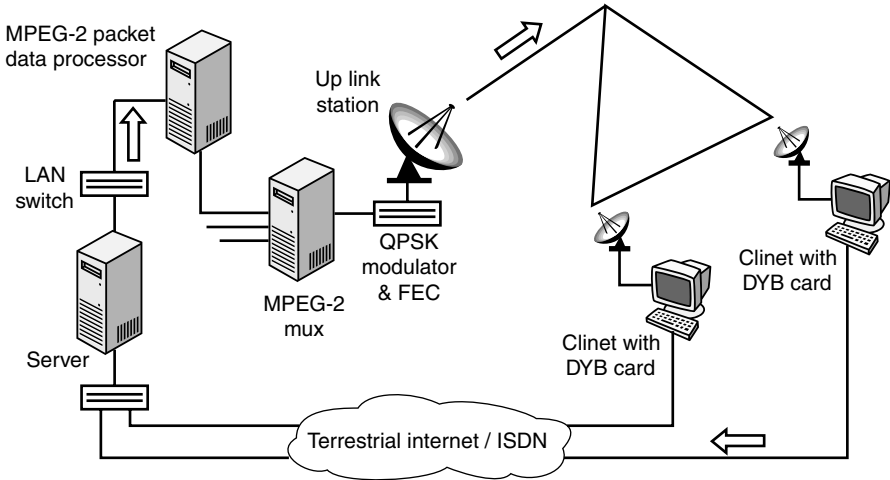 MPEG-2 packet
data processor
Up link
station
LAN
switch
QPSK
modulator
& FEC
MPEG-2
mux
Server
Clinet with
DYB card
Clinet with
DYB card
Terrestrial internet / ISDN